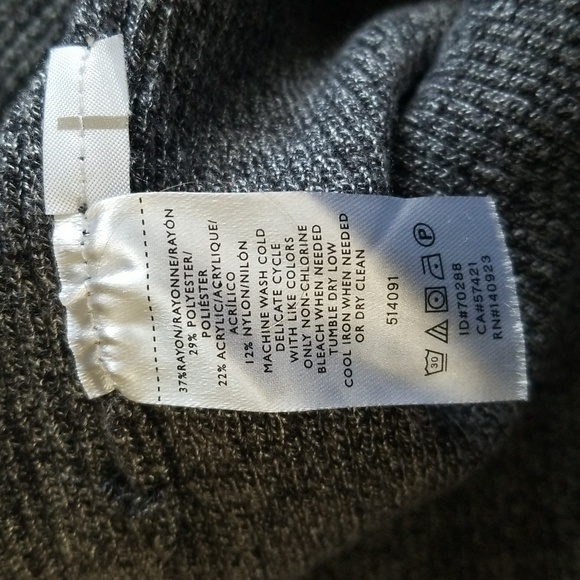 37%RAYON/RAYONNE/RAYÓN
29% POLYESTER/
POLIÉSTER
22% ACRYLIC/ACRYLIQUE/
ACRÍLICO
12% NYLON/NILÓN
MACHINE WASH COLD
DELICATE CYCLE
WITH LIKE COLORS
ONLY NON-CHLORINE
BLEACH WHEN NEEDED
TUMBLE DRY LOW
COOL IRON WHEN NEEDED
OR DRY CLEAN
514091
30
P
ID#70288
CA#57421
RN#140923